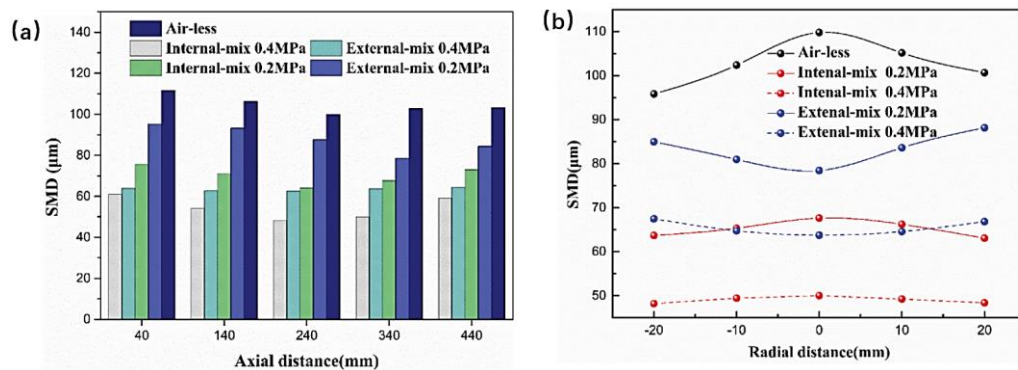 (a)
SMD (μm)
140
120
100
80
60
40
20
0
Air-less
Internal-mix 0.4MPa
External-mix 0.4MPa
Internal-mix 0.2MPa
External-mix 0.2MPa
40 140 240 340 440
Axial distance(mm)
(b)
SMD(μm)
110
100
90
80
70
60
50
Air-less
Intenal-mix 0.2MPa
Intenal-mix 0.4MPa
Extenal-mix 0.2MPa
Extenal-mix 0.4MPa
-20 -10 0 10 20
Radial distance(mm)